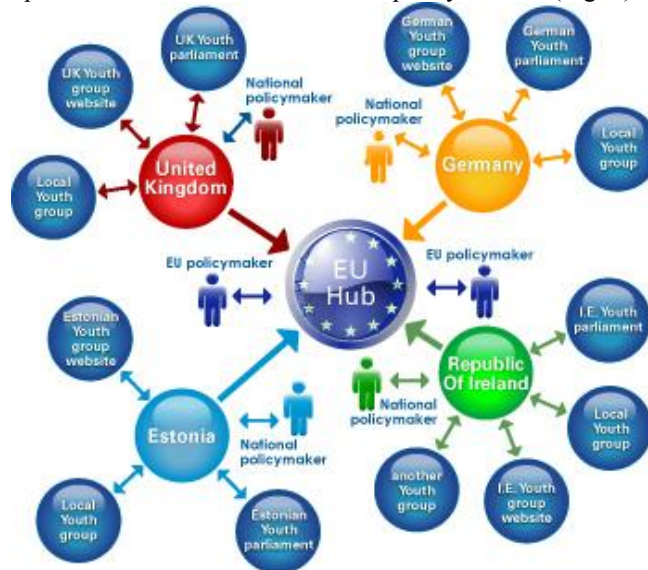 UK Youth
parliament
UK Youth
group
website
National
policymaker
Local
Youth
group
United
Kingdom
German
Youth group
website
German
Youth
parliament
National
policymaker
Local
Youth
group
Germany
EU policymaker
EU
Hub
EU policymaker
Estonian
Youth
group
website
Estonia
National
policymaker
Local
Youth
group
Estonian
Youth
parliament
I.E. Youth
parliament
Republic
Of Ireland
National
policymaker
Local
Youth
group
another
Youth
group
I.E. Youth
group
website